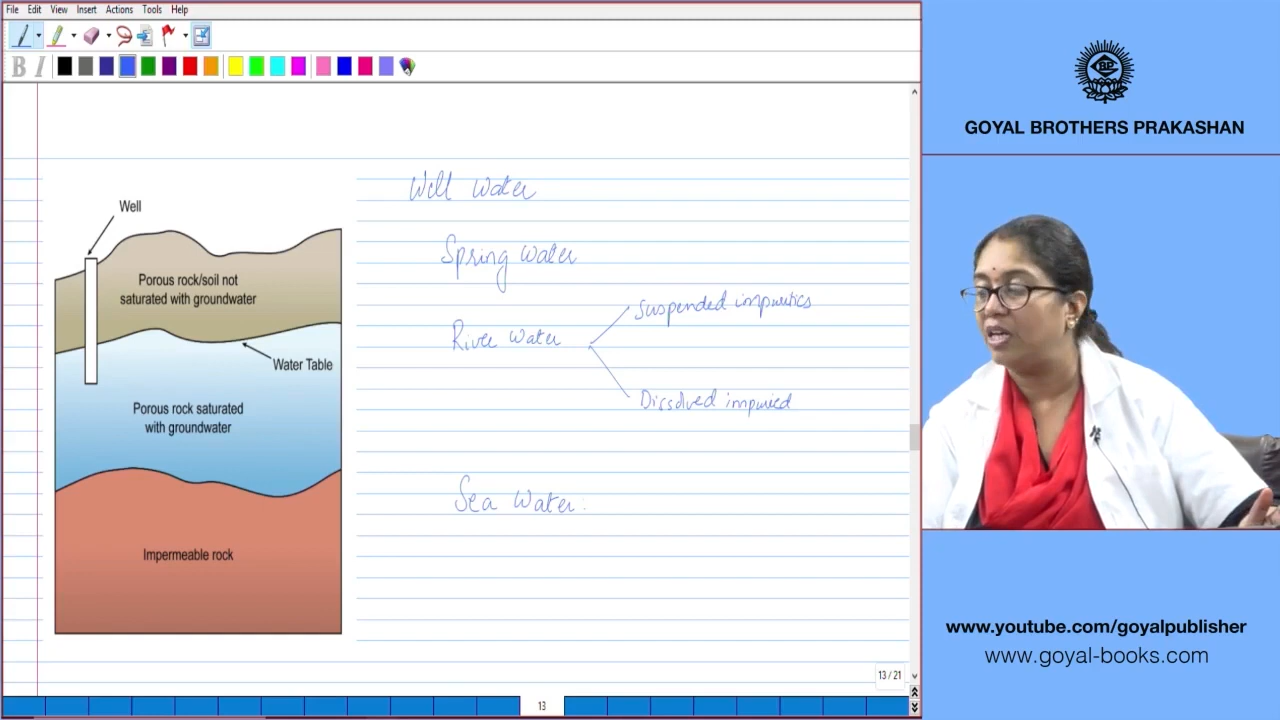 File Edit View Insert Actions Tools Help
B I
GOYAL BROTHERS PRAKASHAN
Well
Porous rock/soil not
saturated with groundwater
Water Table
Porous rock saturated
with groundwater
Impermeable rock
Well Water
Spring Water
River Water
Suspended impurities
Dissolved impuried
Sea Water:
www.youtube.com/goyalpublisher
www.goyal-books.com
13 / 21
13